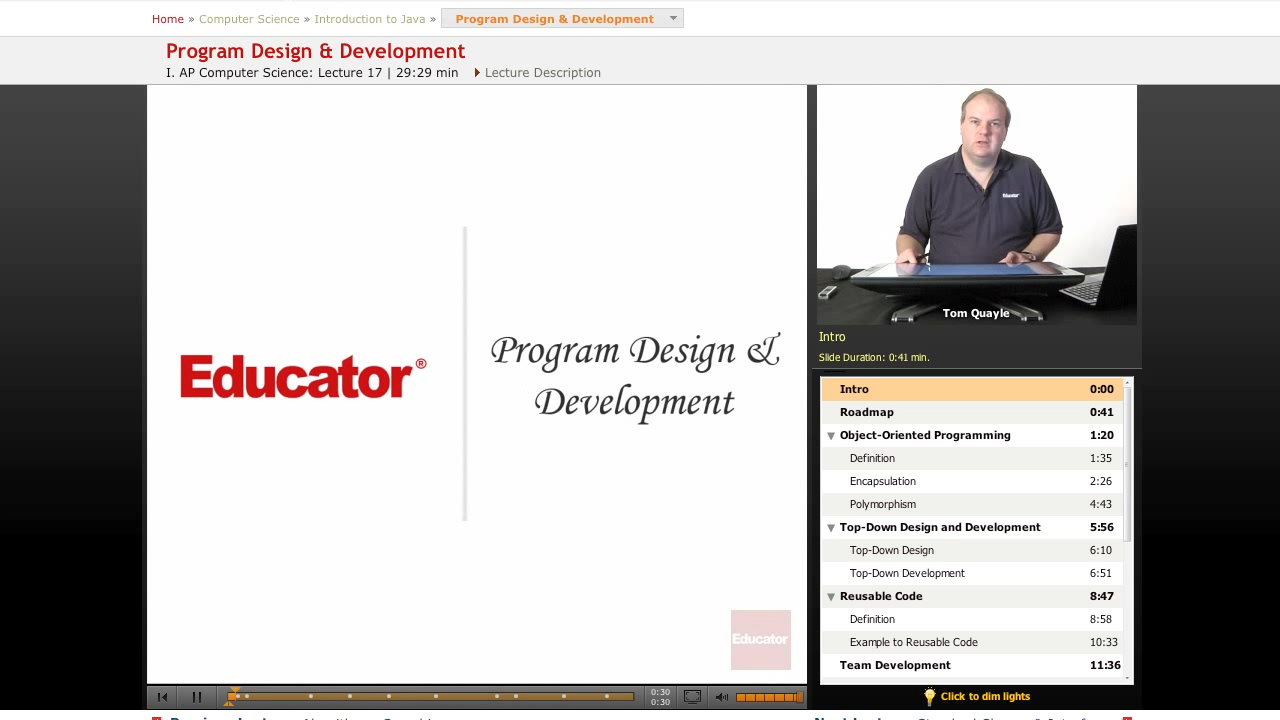 Home » Computer Science » Introduction to Java » Program Design & Development
Program Design & Development
I. AP Computer Science: Lecture 17 | 29:29 min Lecture Description
Educator®
Program Design &
Development
Educator
Educator
Tom Quayle
Intro
Slide Duration: 0:41 min.
Intro 0:00
Roadmap 0:41
Object-Oriented Programming 1:20
Definition 1:35
Encapsulation 2:26
Polymorphism 4:43
Top-Down Design and Development 5:56
Top-Down Design 6:10
Top-Down Development 6:51
Reusable Code 8:47
Definition 8:58
Example to Reusable Code 10:33
Team Development 11:36
0:30
0:30
Click to dim lights